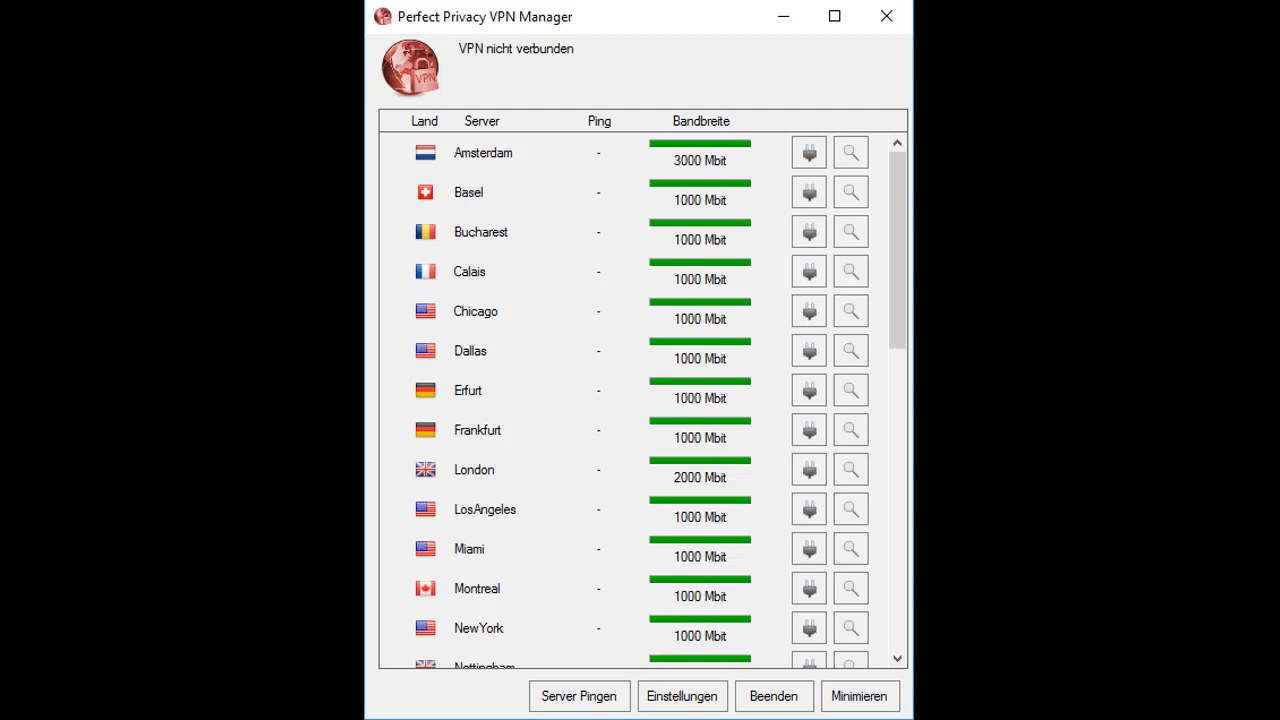 Perfect Privacy VPN Manager
VPN nicht verbunden
VPN
Land Server Ping Bandbreite
Amsterdam - 3000 Mbit
Basel - 1000 Mbit
Bucharest - 1000 Mbit
Calais - 1000 Mbit
Chicago - 1000 Mbit
Dallas - 1000 Mbit
Erfurt - 1000 Mbit
Frankfurt - 1000 Mbit
London - 2000 Mbit
LosAngeles - 1000 Mbit
Miami - 1000 Mbit
Montreal - 1000 Mbit
NewYork - 1000 Mbit
Nottingham
Server Pingen Einstellungen Beenden Minimieren